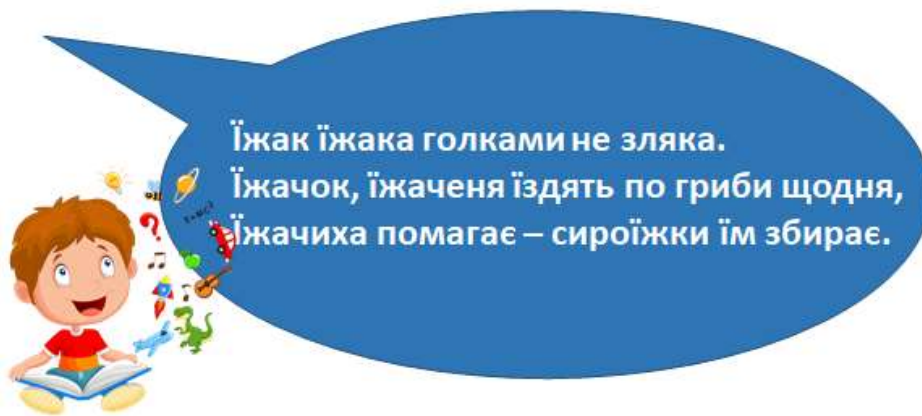 Їжак їжака голками не зляка.
Їжачок, їжаченя їздять по гриби щодня,
Їжачиха помагає – сироїжки їм збирає.